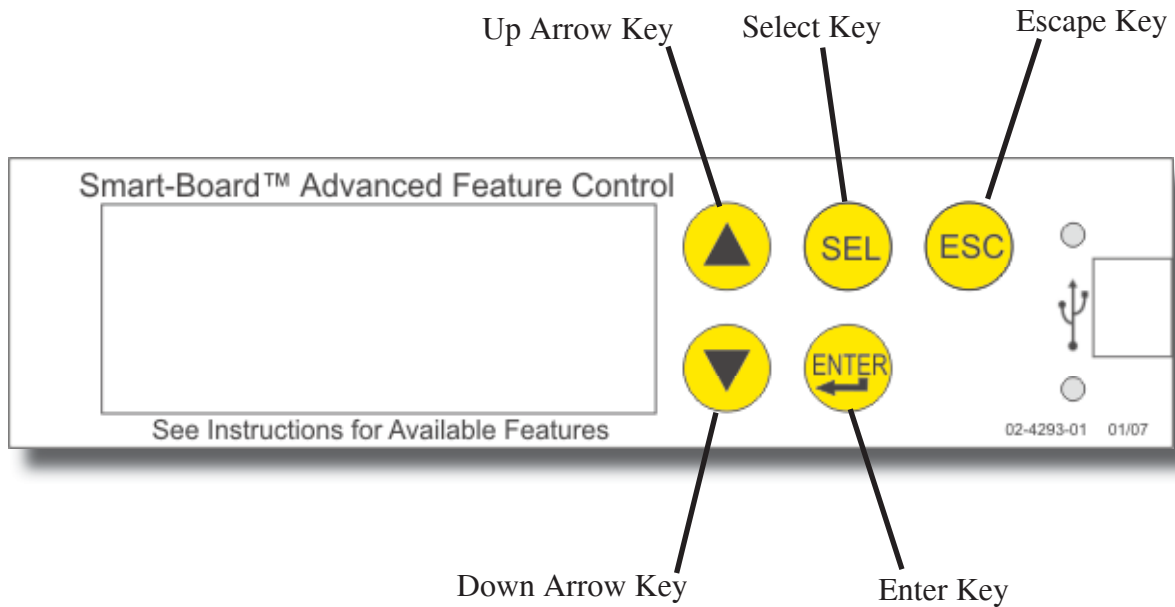 Up Arrow Key
Select Key
Escape Key
Smart-Board™ Advanced Feature Control
SEL
ESC
ENTER
See Instructions for Available Features
02-4293-01 01/07
Down Arrow Key
Enter Key